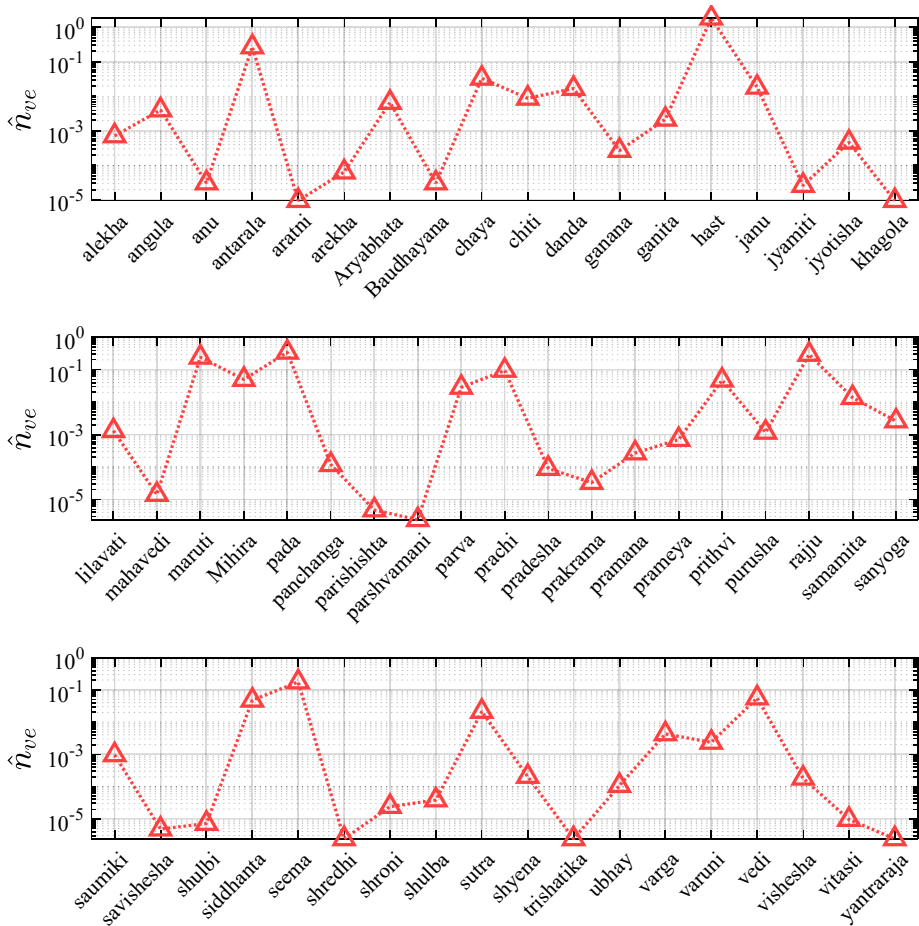 10^0
10^-1
10^-3
10^-5
n̂_ve
alekha angula anu antarala aratni arekha Aryabhata Baudhayana chaya chiti danda ganana ganita hast janu jyamiti jyotisha khagola
10^0
10^-1
10^-3
10^-5
n̂_ve
lilavati mahavedi maruti Mihira pada panchanga parishishta parshvamani parva prachi pradesha prakrama pramana prameya prithvi purusha rajju samamita sanyoga
10^0
10^-1
10^-3
10^-5
n̂_ve
saumiki savishesha shulbi siddhanta seema shredhi shroni shulba sutra shyena trishatika ubhay varga varuni vedi vishesha vitasti yantraraja